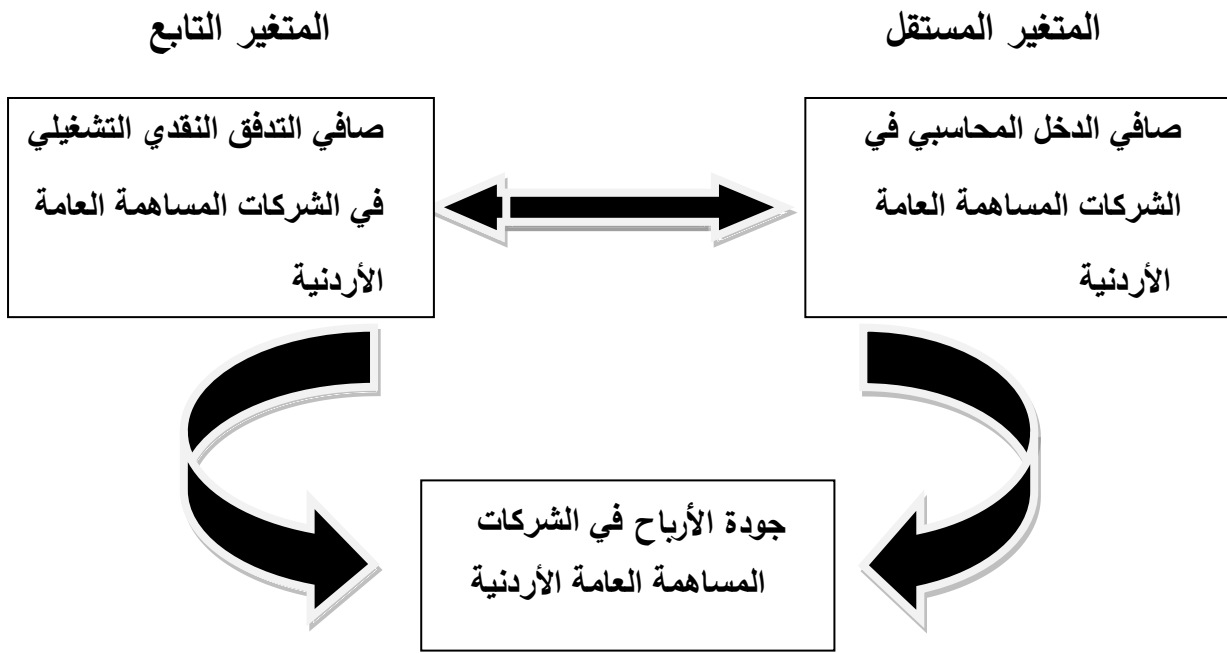 المتغير المستقل
المتغير التابع
صافي الدخل المحاسبي في
الشركات المساهمة العامة
الأردنية
صافي التدفق النقدي التشغيلي
في الشركات المساهمة العامة
الأردنية
جودة الأرباح في الشركات
المساهمة العامة الأردنية